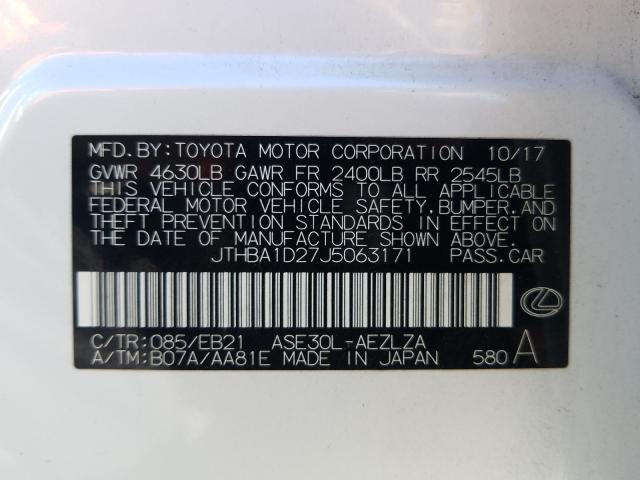 MFD.BY:TOYOTA MOTOR CORPORATION 10/17
GVWR 4630LB GAWR FR 2400LB RR 2545LB
THIS VEHICLE CONFORMS TO ALL APPLICABLE
FEDERAL MOTOR VEHICLE SAFETY, BUMPER, AND
THEFT PREVENTION STANDARDS IN EFFECT ON
THE DATE OF MANUFACTURE SHOWN ABOVE.
JTHBA1D27J5063171 PASS.CAR
C/TR:085/EB21 ASE30L-AEZLZA
A/TM:B07A/AA81E MADE IN JAPAN 580 A